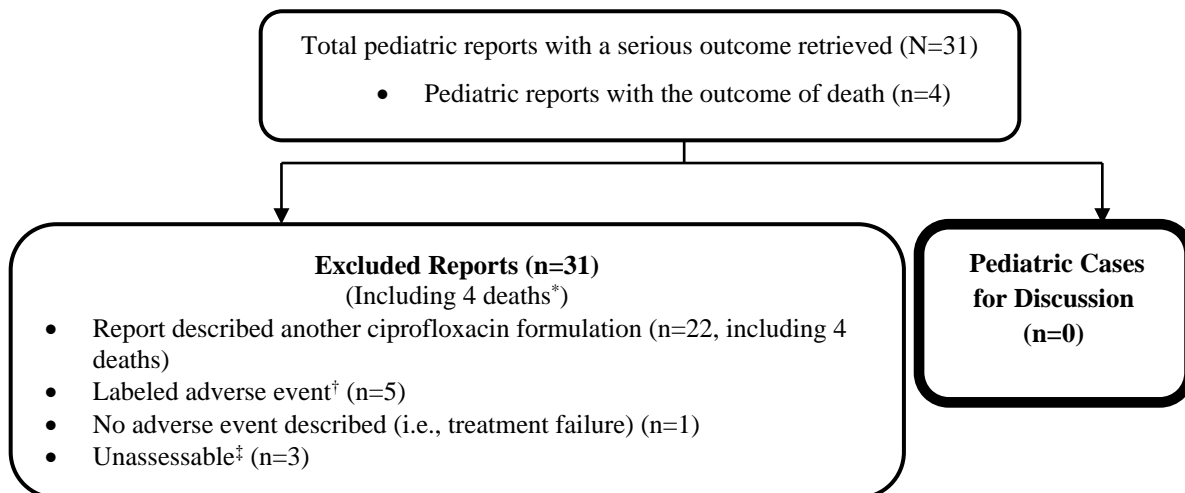 Total pediatric reports with a serious outcome retrieved (N=31)
• Pediatric reports with the outcome of death (n=4)
Excluded Reports (n=31)
(Including 4 deaths*)
• Report described another ciprofloxacin formulation (n=22, including 4
deaths)
• Labeled adverse event† (n=5)
• No adverse event described (i.e., treatment failure) (n=1)
• Unassessable‡ (n=3)
Pediatric Cases
for Discussion
(n=0)